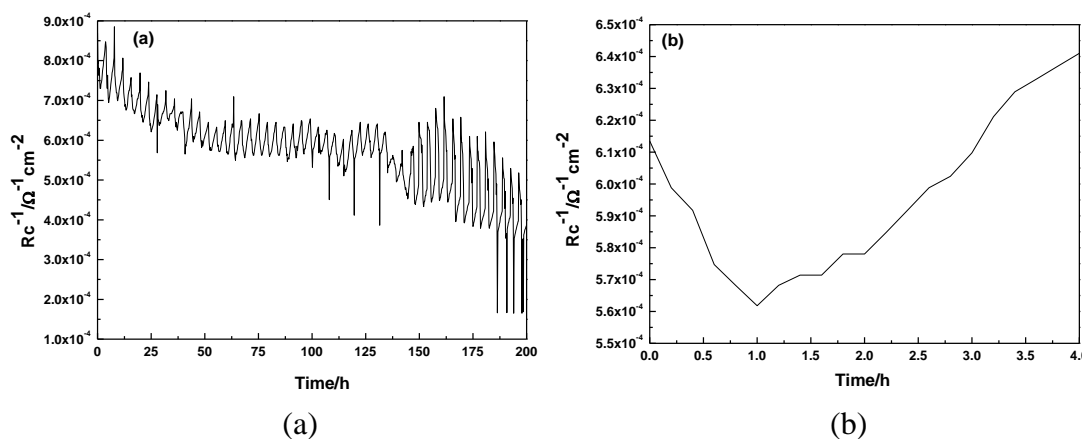 (a)
9.0x10⁻⁴
8.0x10⁻⁴
7.0x10⁻⁴
6.0x10⁻⁴
5.0x10⁻⁴
4.0x10⁻⁴
3.0x10⁻⁴
2.0x10⁻⁴
1.0x10⁻⁴
Rc⁻¹/Ω⁻¹cm⁻²
0 25 50 75 100 125 150 175 200
Time/h
(a)
(b)
6.5x10⁻⁴
6.4x10⁻⁴
6.3x10⁻⁴
6.1x10⁻⁴
6.1x10⁻⁴
6.0x10⁻⁴
5.9x10⁻⁴
5.8x10⁻⁴
5.7x10⁻⁴
5.6x10⁻⁴
5.5x10⁻⁴
Rc⁻¹/Ω⁻¹cm⁻²
0.0 0.5 1.0 1.5 2.0 2.5 3.0 3.5 4.0
Time/h
(b)